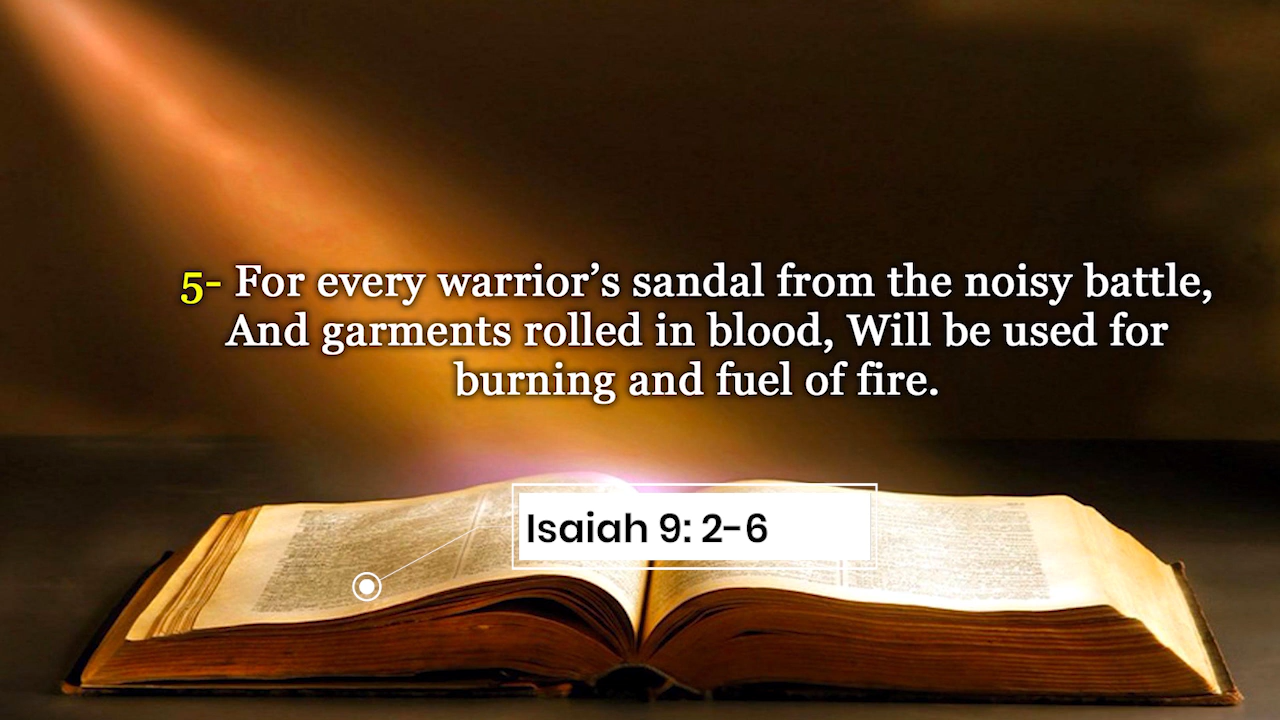 5- For every warrior’s sandal from the noisy battle,
And garments rolled in blood, Will be used for
burning and fuel of fire.
Isaiah 9: 2-6